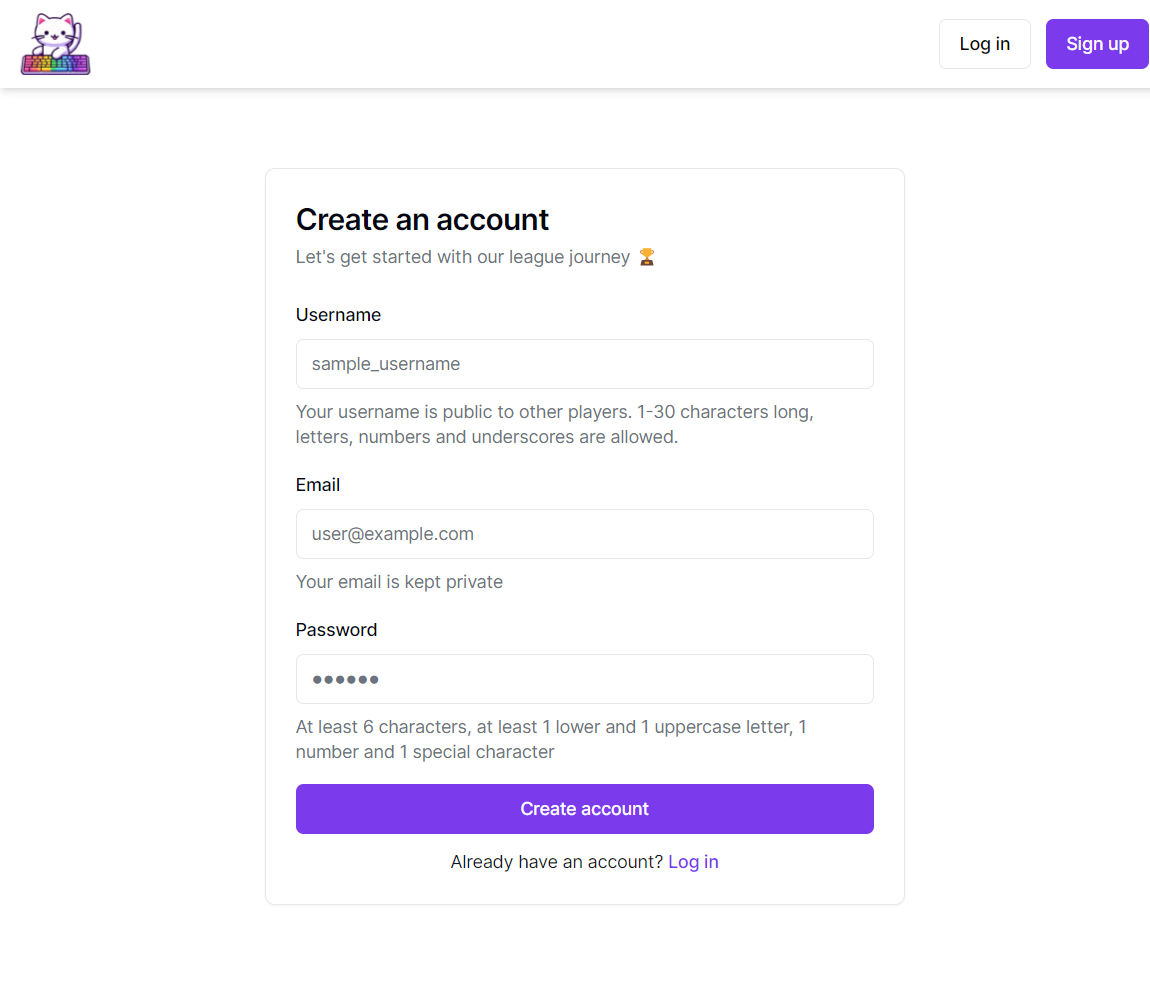 Log in
Sign up
Create an account
Let's get started with our league journey 🏆
Username
sample_username
Your username is public to other players. 1-30 characters long,
letters, numbers and underscores are allowed.
Email
user@example.com
Your email is kept private
Password
●●●●●●
At least 6 characters, at least 1 lower and 1 uppercase letter, 1
number and 1 special character
Create account
Already have an account? Log in